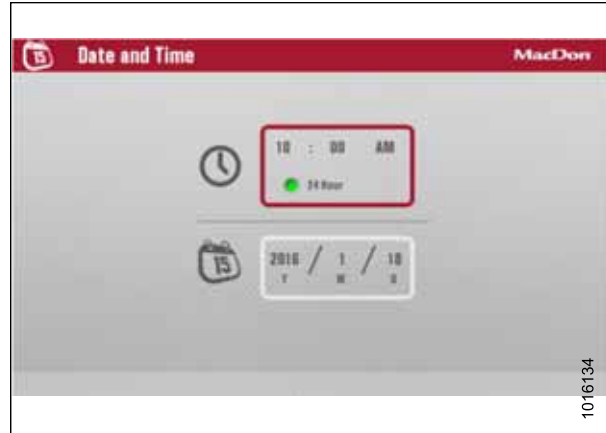 15 Date and Time MacDon
10 : 00 AM
24 Hour
15 2016 / 1 / 18
Y M D
1016134